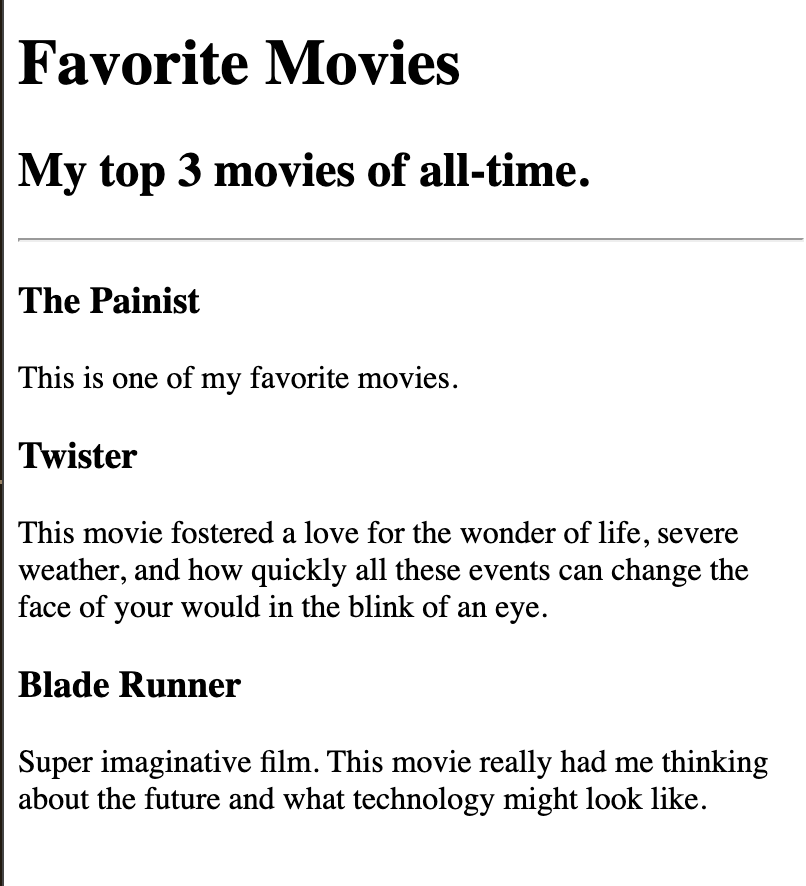 Favorite Movies
My top 3 movies of all-time.
The Painist
This is one of my favorite movies.
Twister
This movie fostered a love for the wonder of life, severe
weather, and how quickly all these events can change the
face of your would in the blink of an eye.
Blade Runner
Super imaginative film. This movie really had me thinking
about the future and what technology might look like.